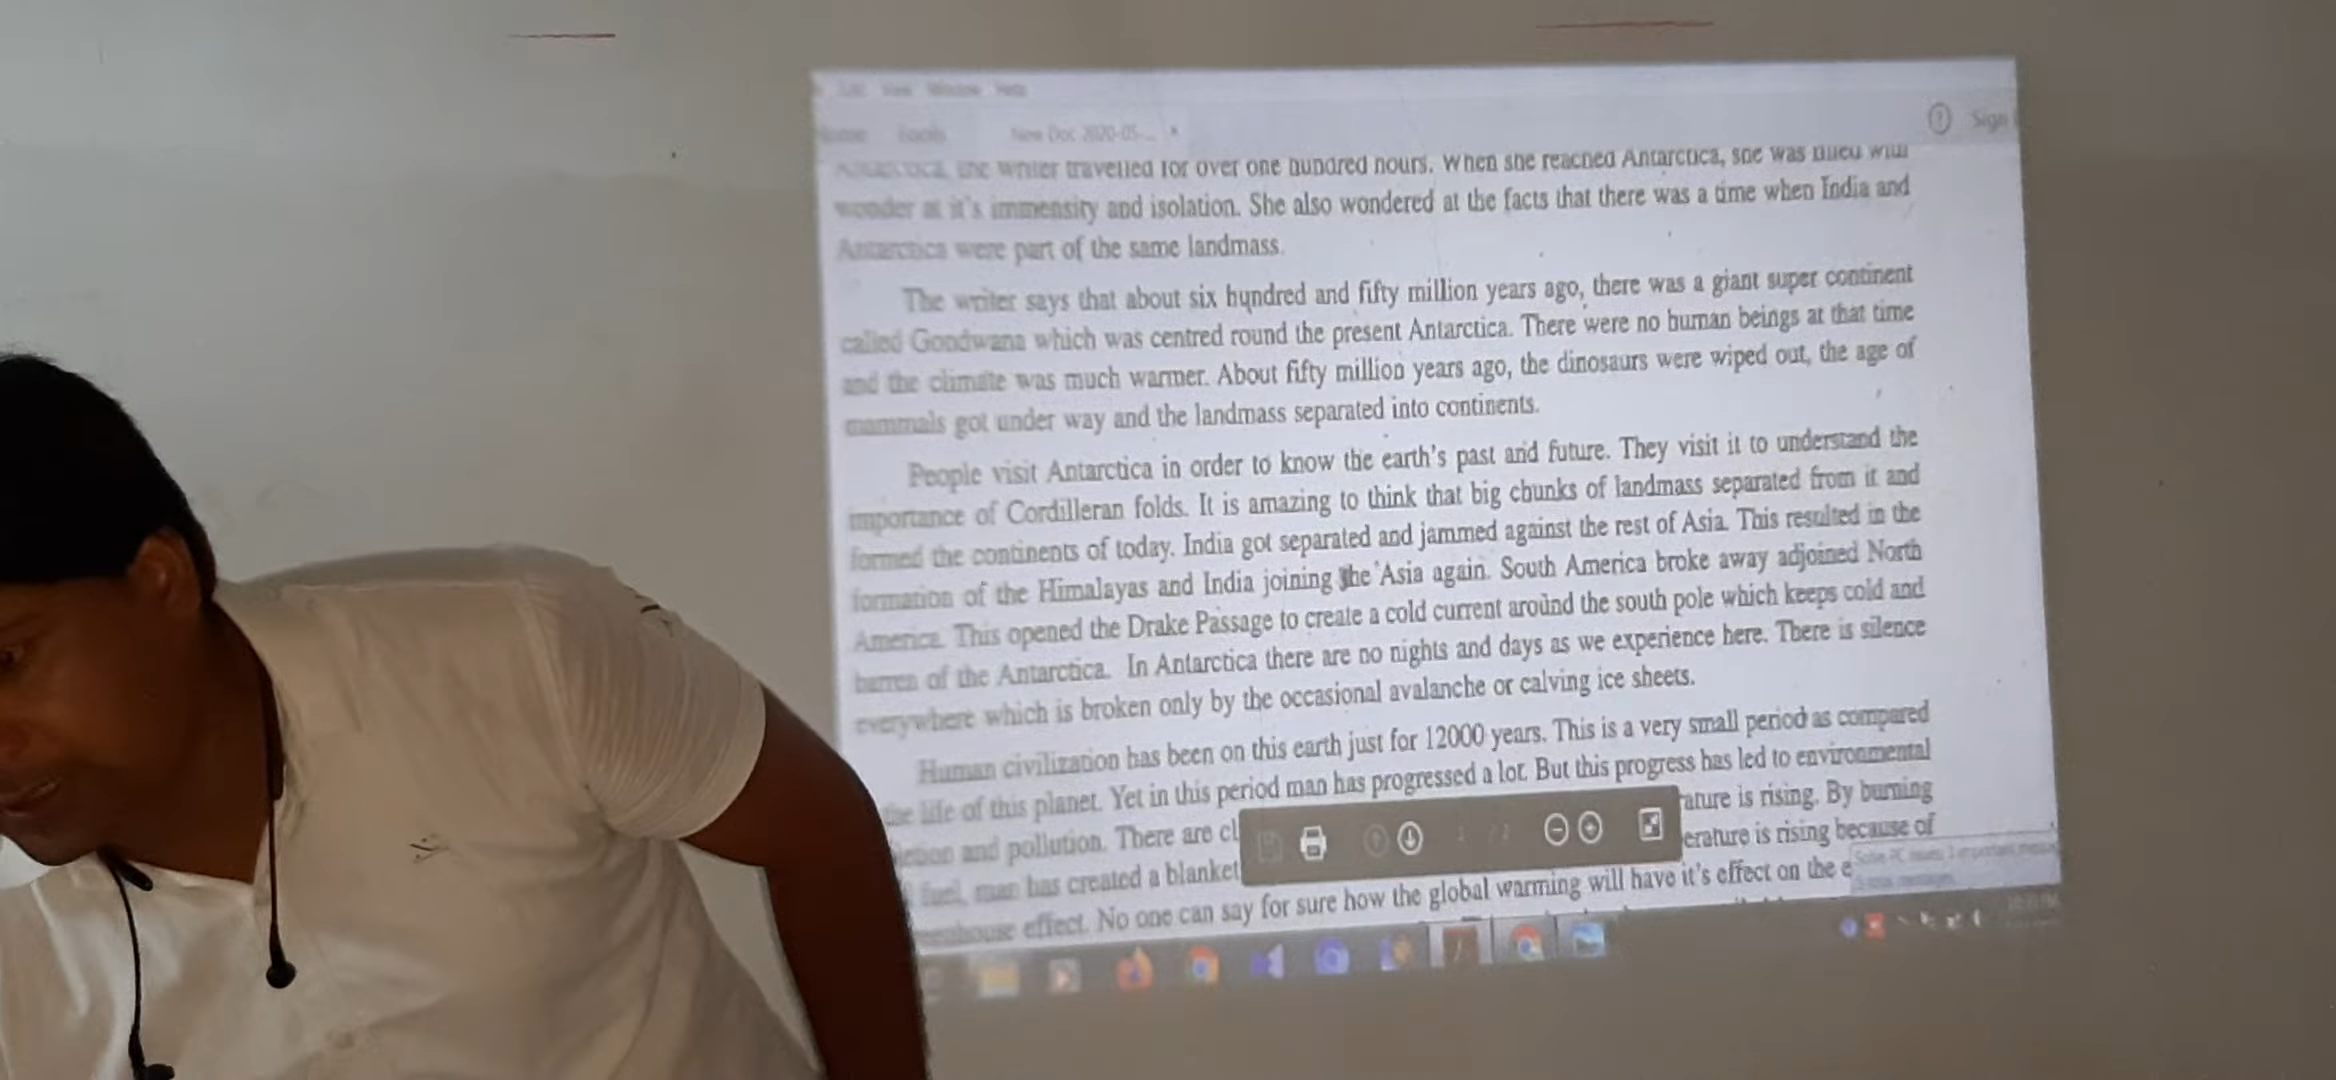 Edit View Window Help
Home Tools New Doc 2020-05-... × Sign
Antarctica, the writer travelled for over one hundred hours. When she reached Antarctica, she was filled with
wonder at it's immensity and isolation. She also wondered at the facts that there was a time when India and
Antarctica were part of the same landmass.
The writer says that about six hundred and fifty million years ago, there was a giant super continent
called Gondwana which was centred round the present Antarctica. There were no human beings at that time
and the climate was much warmer. About fifty million years ago, the dinosaurs were wiped out, the age of
mammals got under way and the landmass separated into continents.
People visit Antarctica in order to know the earth's past and future. They visit it to understand the
importance of Cordilleran folds. It is amazing to think that big chunks of landmass separated from it and
formed the continents of today. India got separated and jammed against the rest of Asia. This resulted in the
formation of the Himalayas and India joining the Asia again. South America broke away adjoined North
America. This opened the Drake Passage to create a cold current around the south pole which keeps cold and
barren of the Antarctica. In Antarctica there are no nights and days as we experience here. There is silence
everywhere which is broken only by the occasional avalanche or calving ice sheets.
Human civilization has been on this earth just for 12000 years. This is a very small period as compared
the life of this planet. Yet in this period man has progressed a lot. But this progress has led to environmental
and pollution. There are cl rature is rising. By burning
fuel, man has created a blanket erature is rising because of
effect. No one can say for sure how the global warming will have it's effect on the e